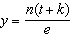 y = n(t + k) / e